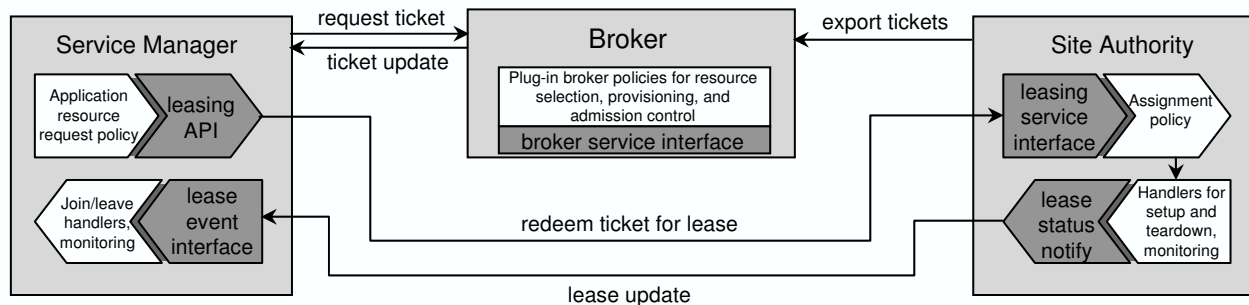 request ticket
ticket update
export tickets
Service Manager
Application
resource
request policy
leasing
API
Join/leave
handlers,
monitoring
lease
event
interface
Broker
Plug-in broker policies for resource
selection, provisioning, and
admission control
broker service interface
Site Authority
leasing
service
interface
Assignment
policy
lease
status
notify
Handlers for
setup and
teardown,
monitoring
redeem ticket for lease
lease update